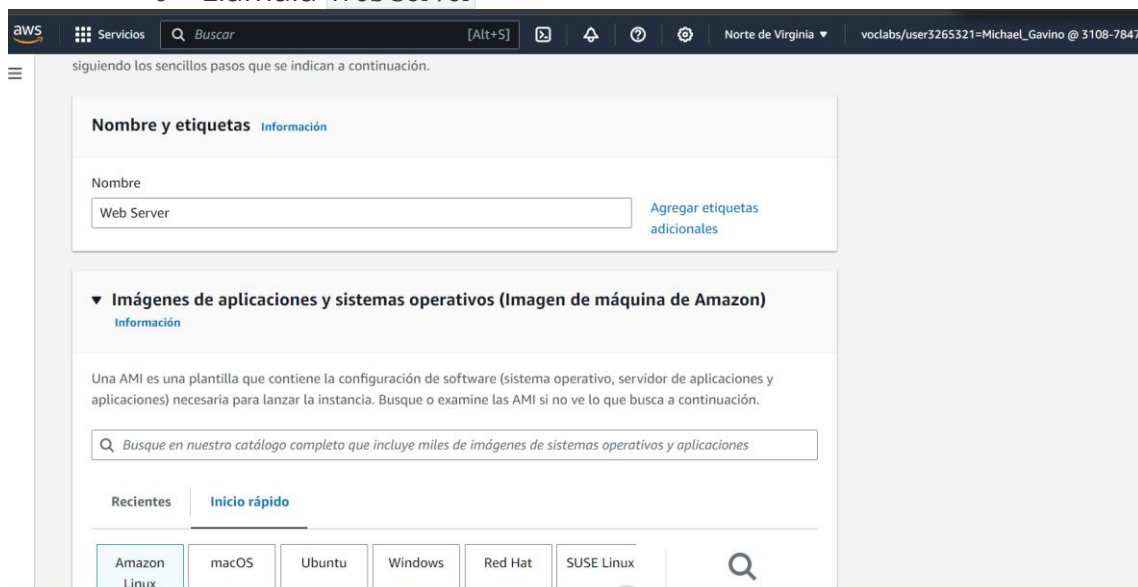 Llámala Web Server
aws Servicios Buscar [Alt+S] Norte de Virginia ▼ voclabs/user3265321=Michael_Gavino @ 3108-7847
siguiendo los sencillos pasos que se indican a continuación.
Nombre y etiquetas Información
Nombre
Web Server
Agregar etiquetas
adicionales
▼ Imágenes de aplicaciones y sistemas operativos (Imagen de máquina de Amazon)
Información
Una AMI es una plantilla que contiene la configuración de software (sistema operativo, servidor de aplicaciones y
aplicaciones) necesaria para lanzar la instancia. Busque o examine las AMI si no ve lo que busca a continuación.
Busque en nuestro catálogo completo que incluye miles de imágenes de sistemas operativos y aplicaciones
Recientes Inicio rápido
Amazon macOS Ubuntu Windows Red Hat SUSE Linux
Linux